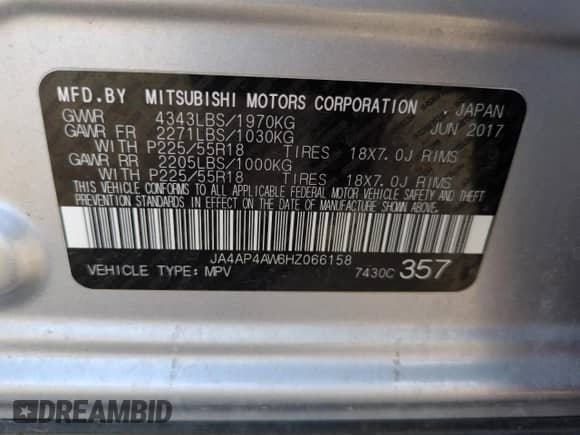 MFD.BY MITSUBISHI MOTORS CORPORATION . JAPAN
GVWR 4343LBS/1970KG JUN 2017
GAWR FR 2271LBS/1030KG
WITH P225/55R18 TIRES 18X7.0J RIMS
GAWR RR 2205LBS/1000KG
WITH P225/55R18 TIRES 18X7.0J RIMS
THIS VEHICLE CONFORMS TO ALL APPLICABLE FEDERAL MOTOR VEHICLE SAFETY AND THEFT
PREVENTION STANDARDS IN EFFECT ON THE DATE OF MANUFACTURE SHOWN ABOVE.
JA4AP4AW6HZ066158
VEHICLE TYPE: MPV 7430C 357
DREAMBID